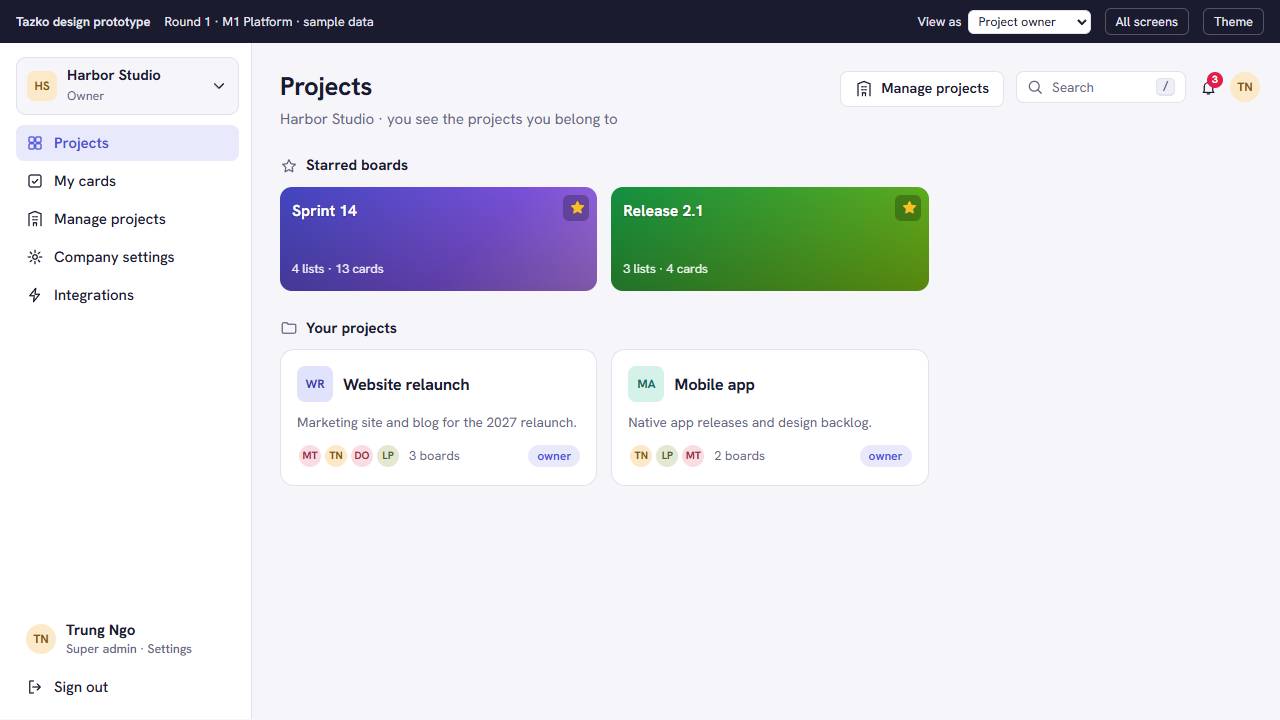 Tazko design prototype Round 1 · M1 Platform · sample data View as Project owner All screens Theme
HS Harbor Studio
Owner
Projects
My cards
Manage projects
Company settings
Integrations
TN Trung Ngo
Super admin · Settings
Sign out
Projects
Harbor Studio · you see the projects you belong to
Manage projects
Search /
3
TN
Starred boards
Sprint 14
4 lists · 13 cards
Release 2.1
3 lists · 4 cards
Your projects
WR Website relaunch
Marketing site and blog for the 2027 relaunch.
MT TN DO LP 3 boards owner
MA Mobile app
Native app releases and design backlog.
TN LP MT 2 boards owner